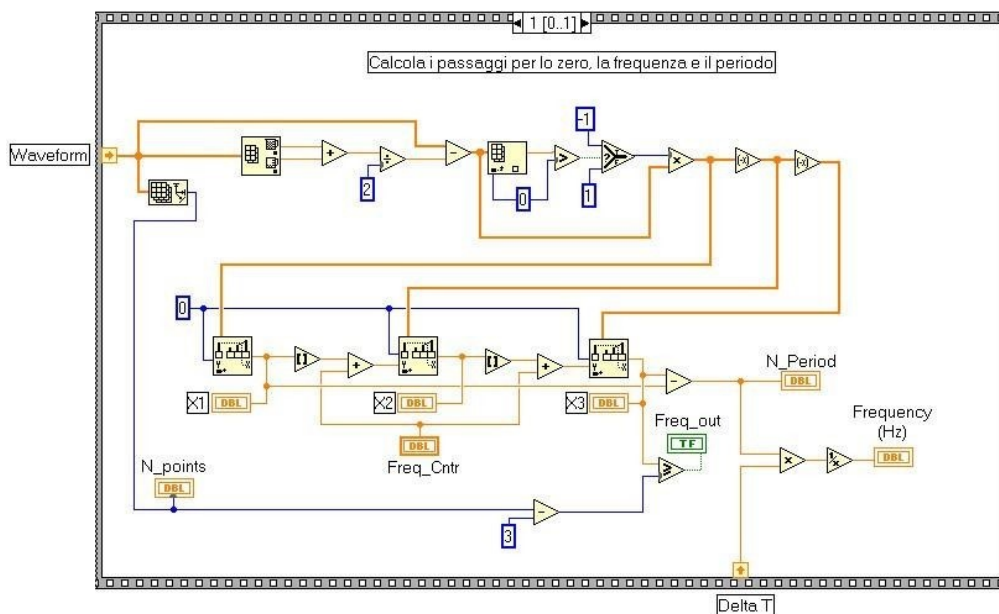 1 [0..1]
Calcola i passaggi per lo zero, la frequenza e il periodo
Waveform
-1
2
0
1
0
X1
DBL
X2
DBL
X3
DBL
N_Period
DBL
Freq_out
TF
Frequency
(Hz)
DBL
DBL
Freq_Cntr
N_points
DBL
3
Delta T